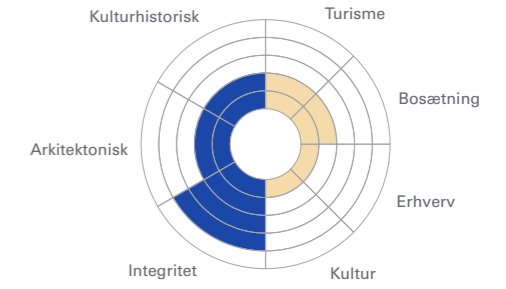 Kulturhistorisk
Turisme
Bosætning
Arkitektonisk
Erhverv
Integritet
Kultur